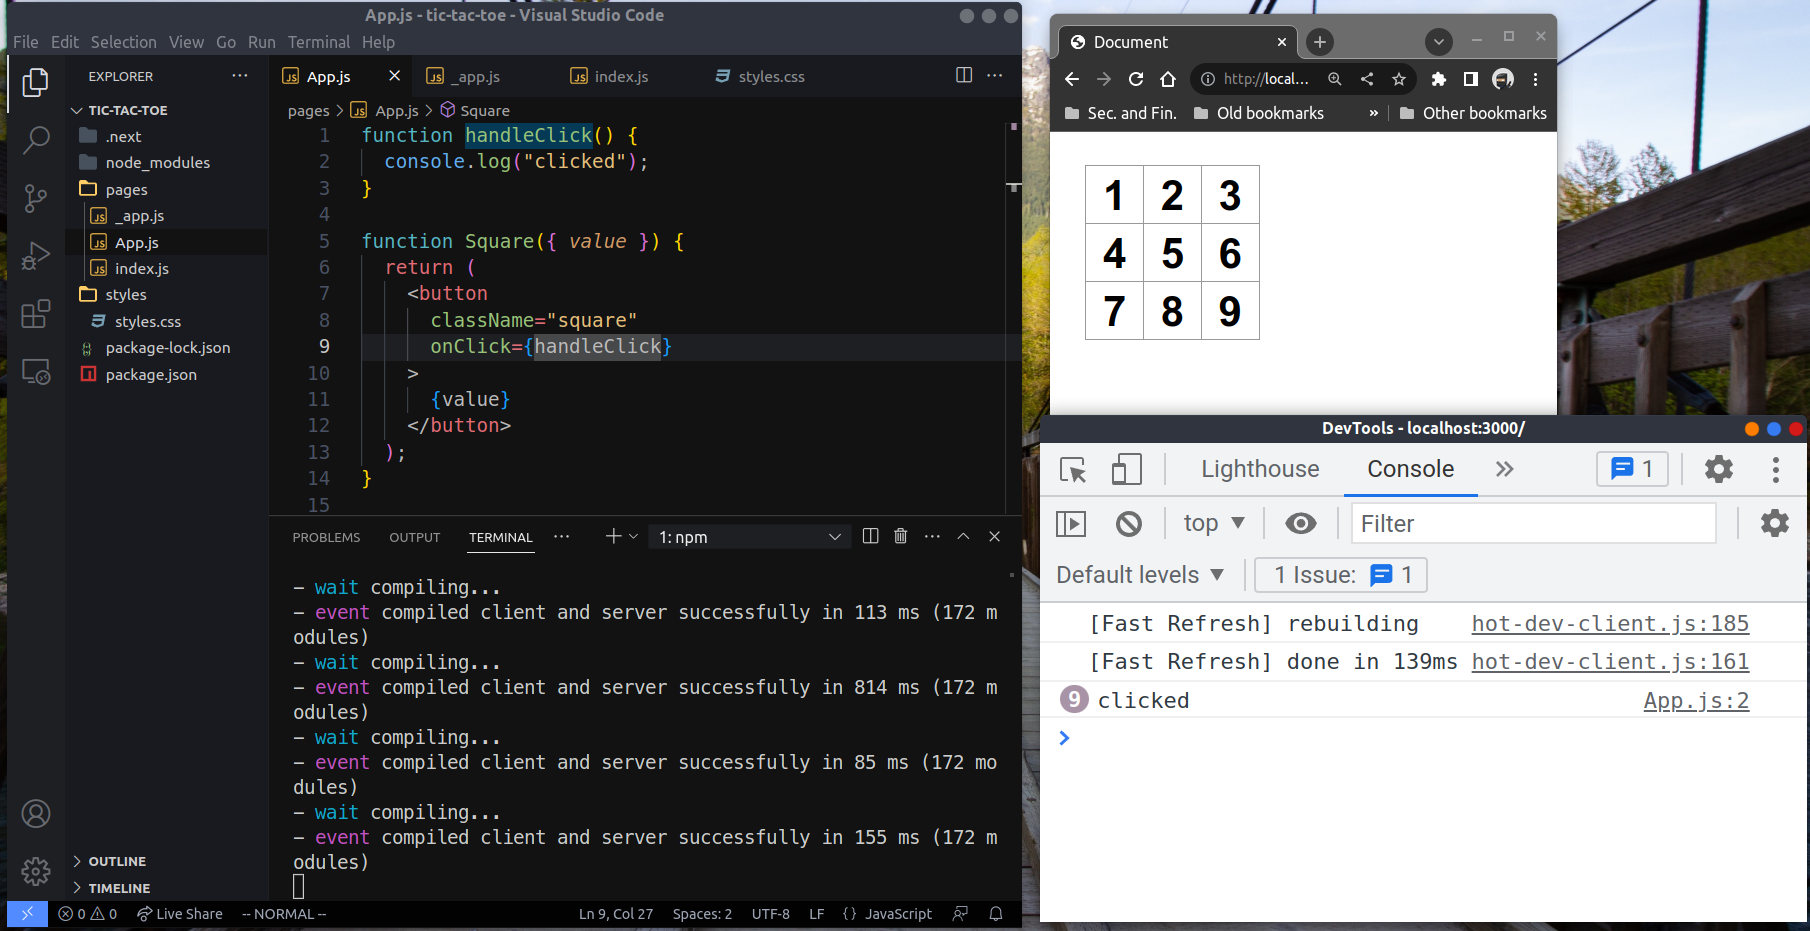 App.js - tic-tac-toe - Visual Studio Code
File Edit Selection View Go Run Terminal Help
EXPLORER
TIC-TAC-TOE
.next
node_modules
pages
_app.js
App.js
index.js
styles
styles.css
package-lock.json
package.json
OUTLINE
TIMELINE
App.js _app.js index.js styles.css
pages > App.js > Square
1 function handleClick() {
2 console.log("clicked");
3 }
4
5 function Square({ value }) {
6 return (
7 <button
8 className="square"
9 onClick={handleClick}
10 >
11 {value}
12 </button>
13 );
14 }
15
PROBLEMS OUTPUT TERMINAL 1: npm
- wait compiling...
- event compiled client and server successfully in 113 ms (172 m
odules)
- wait compiling...
- event compiled client and server successfully in 814 ms (172 m
odules)
- wait compiling...
- event compiled client and server successfully in 85 ms (172 mo
dules)
- wait compiling...
- event compiled client and server successfully in 155 ms (172 m
odules)
0 0 Live Share -- NORMAL -- Ln 9, Col 27 Spaces: 2 UTF-8 LF {} JavaScript
Document
http://local...
Sec. and Fin. Old bookmarks » Other bookmarks
1 2 3
4 5 6
7 8 9
DevTools - localhost:3000/
Lighthouse Console » 1
top Filter
Default levels 1 Issue: 1
[Fast Refresh] rebuilding hot-dev-client.js:185
[Fast Refresh] done in 139ms hot-dev-client.js:161
9 clicked App.js:2